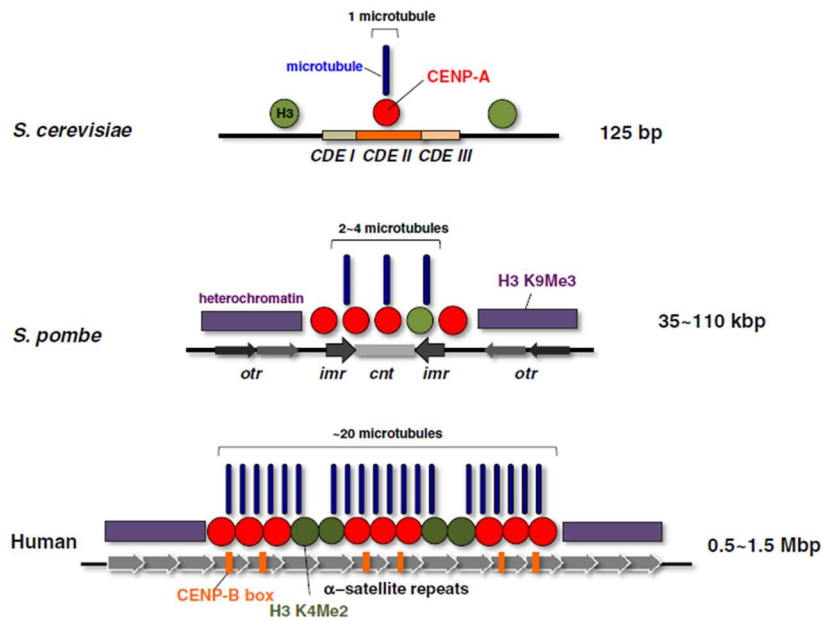 1 microtubule
microtubule
CENP-A
H3
S. cerevisiae
125 bp
CDE I CDE II CDE III
2~4 microtubules
heterochromatin
H3 K9Me3
S. pombe
35~110 kbp
otr imr cnt imr otr
~20 microtubules
Human
0.5~1.5 Mbp
CENP-B box
α-satellite repeats
H3 K4Me2